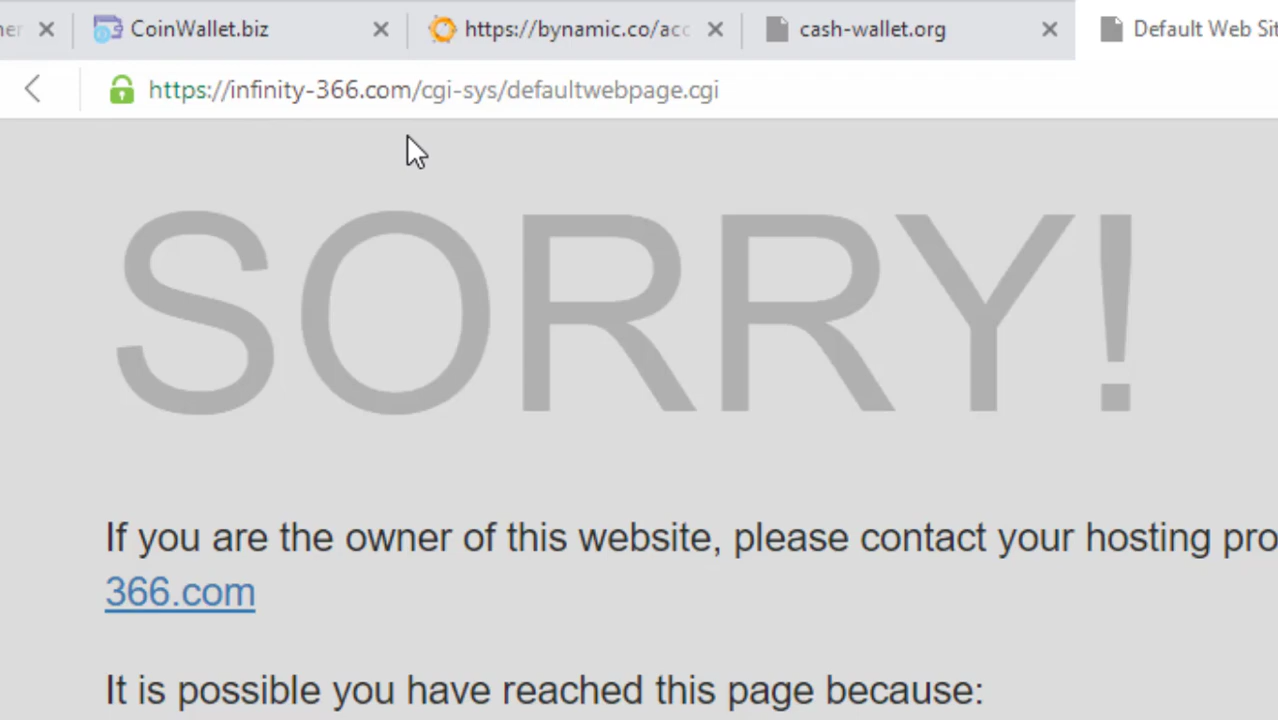 ner
CoinWallet.biz
https://bynamic.co/acc
cash-wallet.org
Default Web Sit
https://infinity-366.com/cgi-sys/defaultwebpage.cgi
SORRY!
If you are the owner of this website, please contact your hosting pro
366.com
It is possible you have reached this page because: